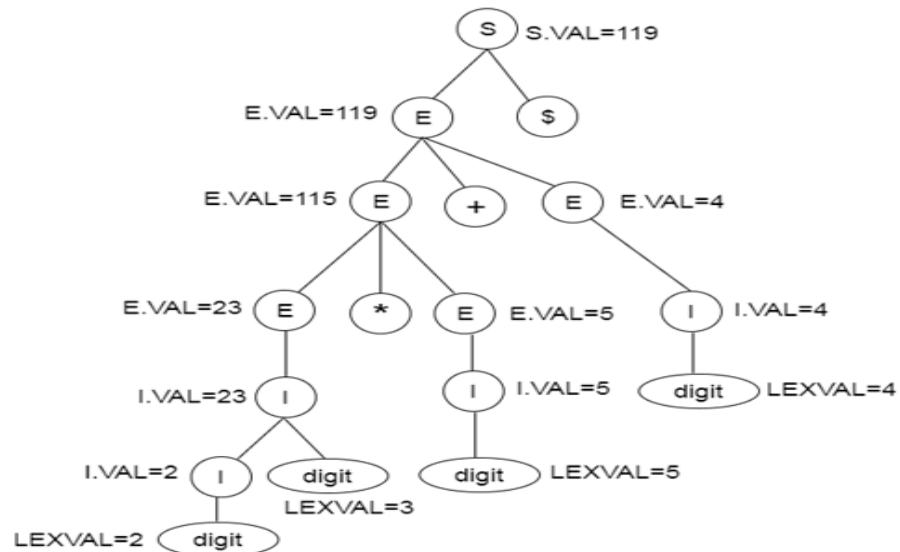 S S.VAL=119
E.VAL=119 E $
E.VAL=115 E + E E.VAL=4
E.VAL=23 E * E E.VAL=5 I I.VAL=4
I.VAL=23 I I I.VAL=5 digit LEXVAL=4
I.VAL=2 I digit digit LEXVAL=5
LEXVAL=3
LEXVAL=2 digit